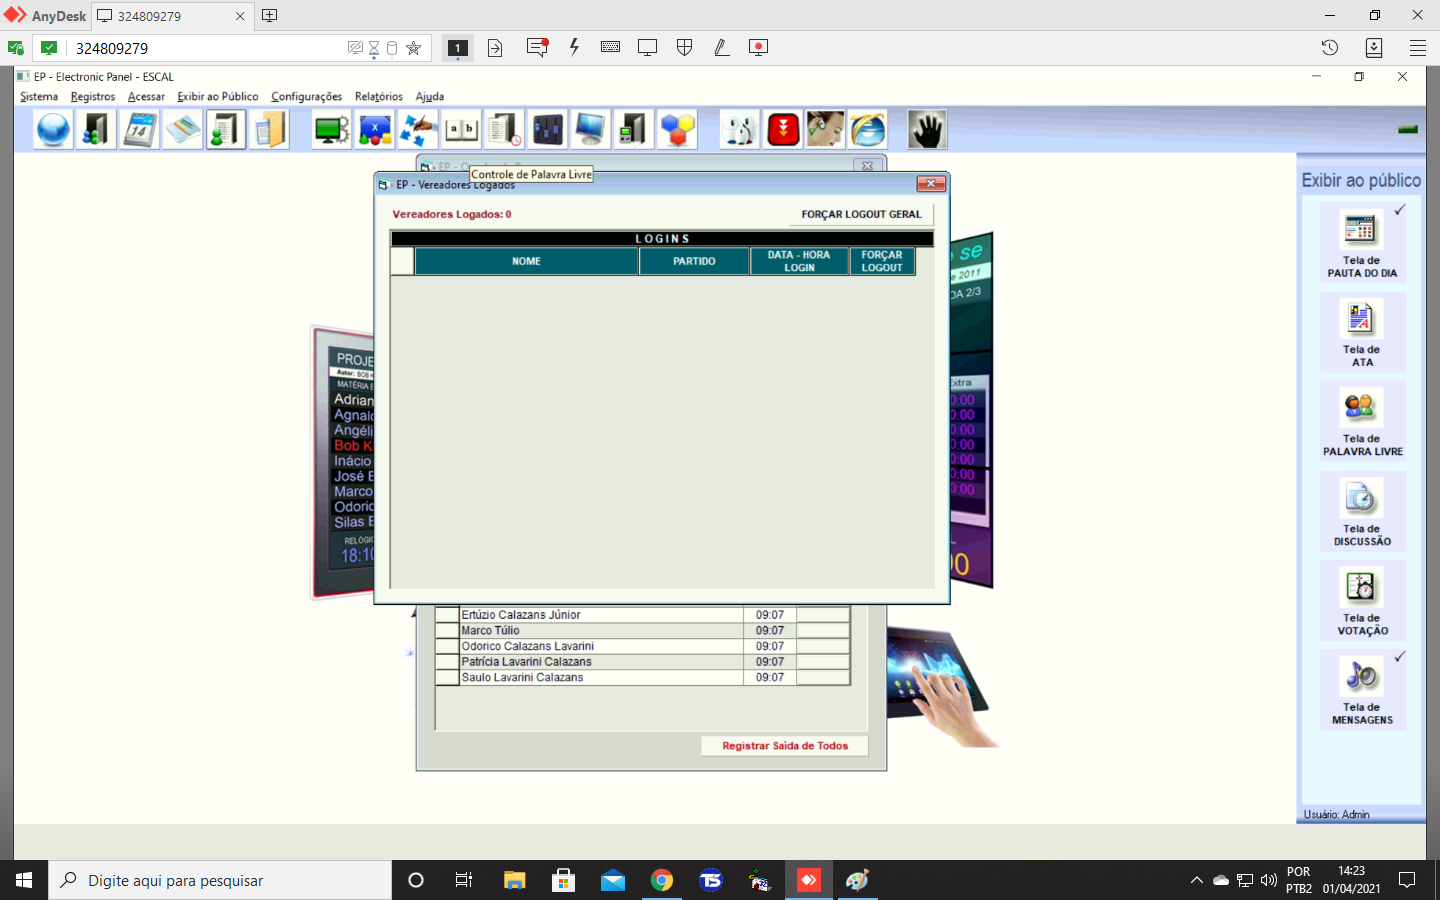 AnyDesk
324809279
324809279
1
EP - Electronic Panel - ESCAL
Sistema Registros Acessar Exibir ao Público Configurações Relatórios Ajuda
14
X
a b
Controle de Palavra Livre
EP - Vereadores Logados
Vereadores Logados: 0
FORÇAR LOGOUT GERAL
LOGINS
NOME
PARTIDO
DATA - HORA LOGIN
FORÇAR LOGOUT
PROJE
Autor: BOB K
MATÉRIA E
Adrian
Agnald
Angéli
Bob K
Inácio
José E
Marco
Odoric
Silas E
RELÓGIO
18:10
se
e 2011
DA 2/3
Extra
0:00
0:00
0:00
0:00
0:00
0:00
0:00
00
Ertúzio Calazans Júnior 09:07
Marco Túlio 09:07
Odorico Calazans Lavarini 09:07
Patrícia Lavarini Calazans 09:07
Saulo Lavarini Calazans 09:07
Registrar Saída de Todos
Exibir ao público
Tela de
PAUTA DO DIA
Tela de
ATA
Tela de
PALAVRA LIVRE
Tela de
DISCUSSÃO
Tela de
VOTAÇÃO
Tela de
MENSAGENS
Usuário: Admin
Digite aqui para pesquisar
TS
POR
PTB2
14:23
01/04/2021